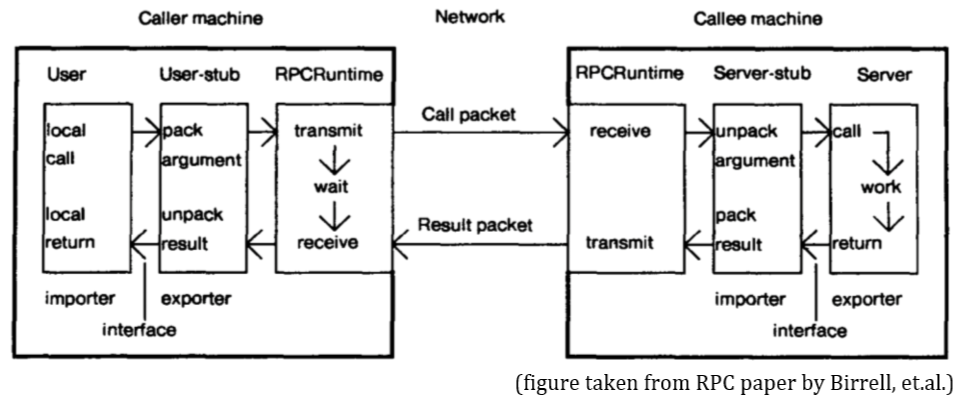 Caller machine Network Callee machine
User User-stub RPCRuntime RPCRuntime Server-stub Server
Call packet
local pack transmit receive unpack call
call argument argument
wait work
local unpack pack
Result packet
return result receive transmit result return
importer exporter importer exporter
interface interface
(figure taken from RPC paper by Birrell, et.al.)